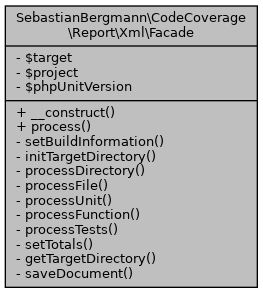 SebastianBergmann\CodeCoverage
\Report\Xml\Facade
- $target
- $project
- $phpUnitVersion
+ __construct()
+ process()
- setBuildInformation()
- initTargetDirectory()
- processDirectory()
- processFile()
- processUnit()
- processFunction()
- processTests()
- setTotals()
- getTargetDirectory()
- saveDocument()